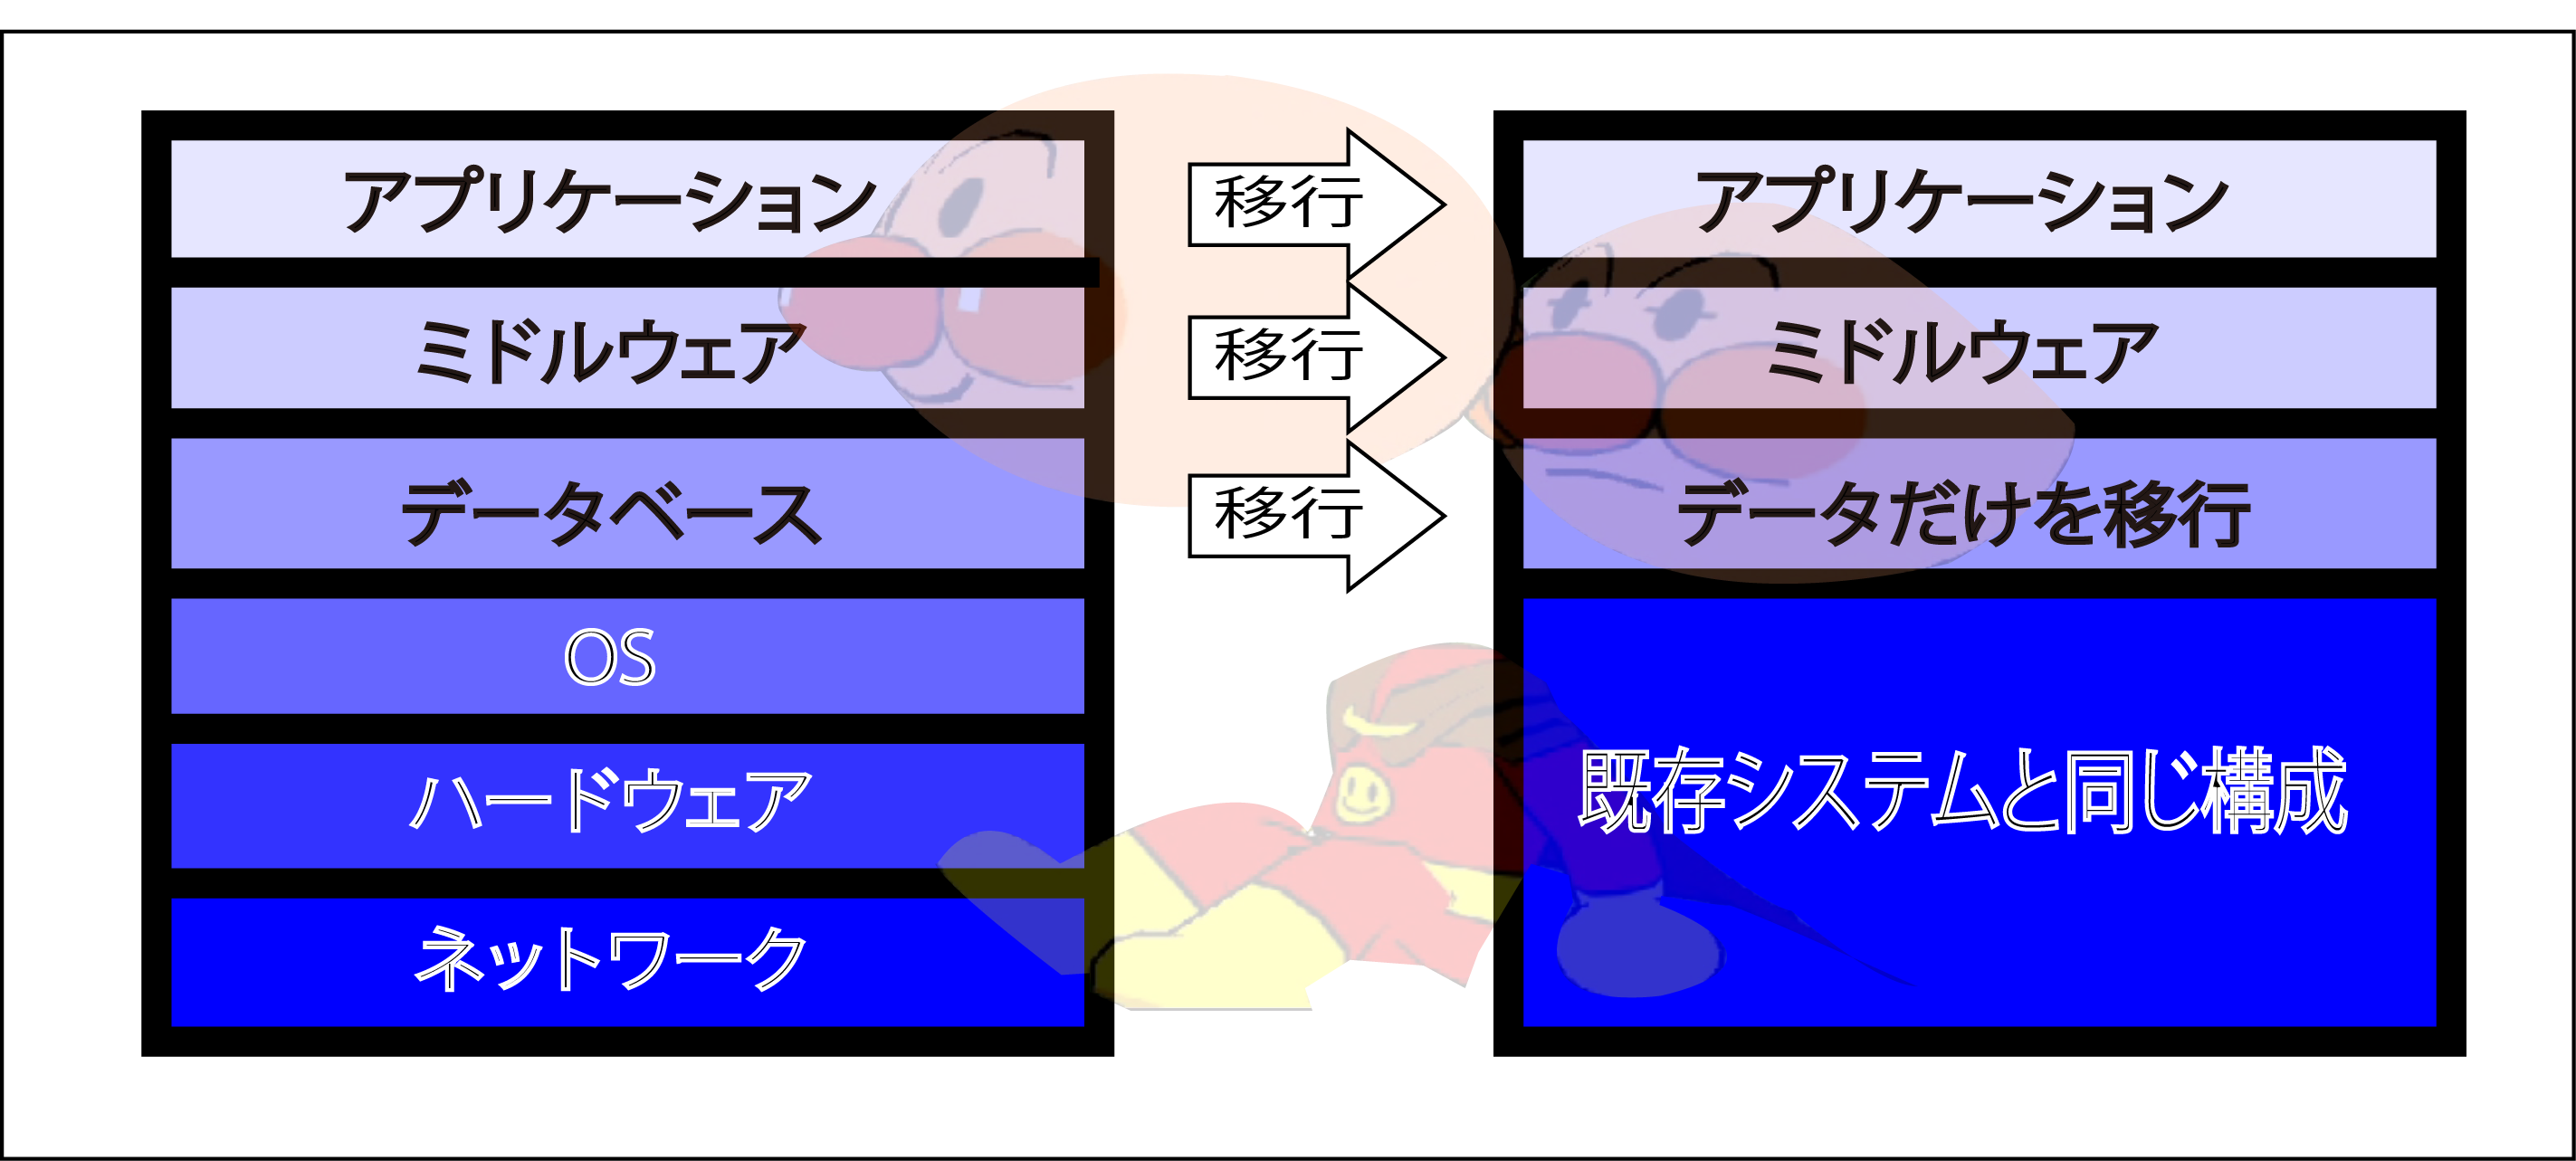 アプリケーション
ミドルウェア
データベース
OS
ハードウェア
ネットワーク
移行
移行
移行
アプリケーション
ミドルウェア
データだけを移行
既存システムと同じ構成